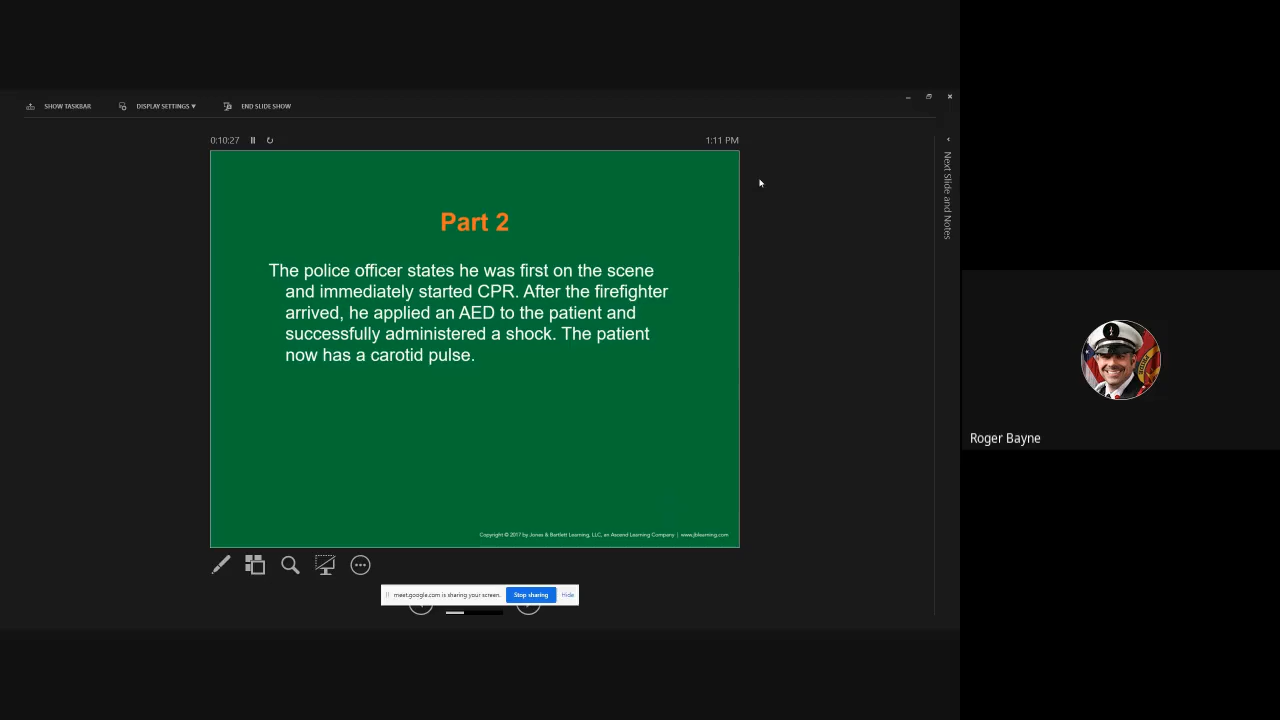 SHOW TASKBAR DISPLAY SETTINGS ▾ END SLIDE SHOW
0:10:27 1:11 PM
Next Slide and Notes
Part 2
The police officer states he was first on the scene
and immediately started CPR. After the firefighter
arrived, he applied an AED to the patient and
successfully administered a shock. The patient
now has a carotid pulse.
Copyright © 2017 by Jones & Bartlett Learning, LLC, an Ascend Learning Company | www.jblearning.com
Roger Bayne
meet.google.com is sharing your screen. Stop sharing Hide